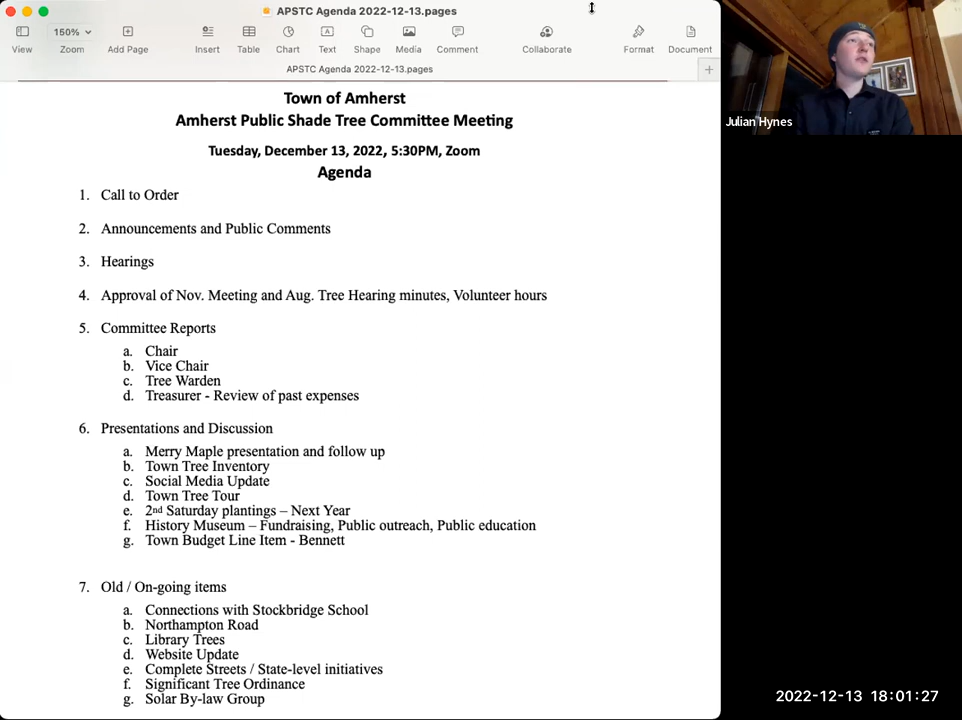 APSTC Agenda 2022-12-13.pages
150%
View Zoom Add Page Insert Table Chart Text Shape Media Comment Collaborate Format Document
APSTC Agenda 2022-12-13.pages
Town of Amherst
Amherst Public Shade Tree Committee Meeting
Tuesday, December 13, 2022, 5:30PM, Zoom
Agenda
1. Call to Order
2. Announcements and Public Comments
3. Hearings
4. Approval of Nov. Meeting and Aug. Tree Hearing minutes, Volunteer hours
5. Committee Reports
a. Chair
b. Vice Chair
c. Tree Warden
d. Treasurer - Review of past expenses
6. Presentations and Discussion
a. Merry Maple presentation and follow up
b. Town Tree Inventory
c. Social Media Update
d. Town Tree Tour
e. 2nd Saturday plantings – Next Year
f. History Museum – Fundraising, Public outreach, Public education
g. Town Budget Line Item - Bennett
7. Old / On-going items
a. Connections with Stockbridge School
b. Northampton Road
c. Library Trees
d. Website Update
e. Complete Streets / State-level initiatives
f. Significant Tree Ordinance
g. Solar By-law Group
Julian Hynes
2022-12-13 18:01:27